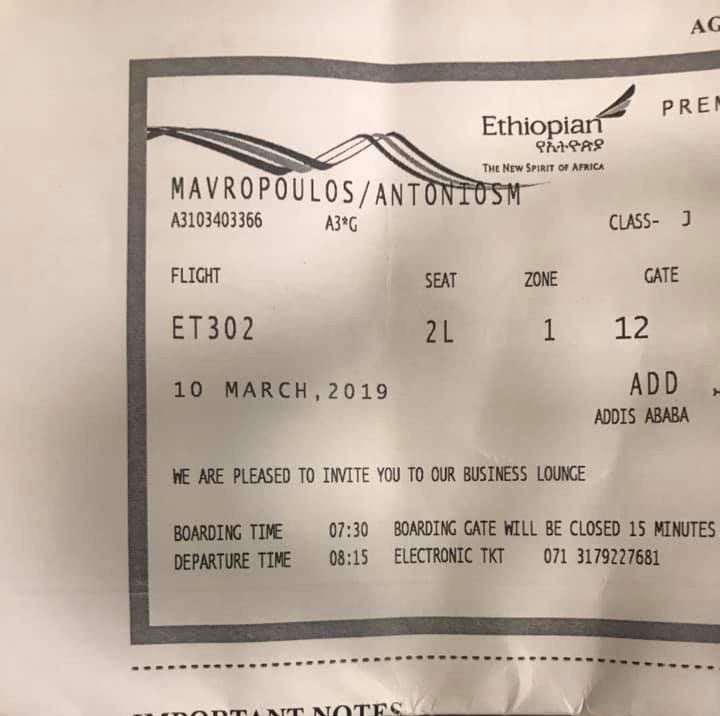 AG
Ethiopian
የኢትዮጵያ
THE NEW SPIRIT OF AFRICA
PREM
MAVROPOULOS/ANTONIOSM
A3103403366 A3*G CLASS- J
FLIGHT SEAT ZONE GATE
ET302 2L 1 12
10 MARCH,2019 ADD
ADDIS ABABA
WE ARE PLEASED TO INVITE YOU TO OUR BUSINESS LOUNGE
BOARDING TIME 07:30 BOARDING GATE WILL BE CLOSED 15 MINUTES
DEPARTURE TIME 08:15 ELECTRONIC TKT 071 3179227681
IMPORTANT NOTES